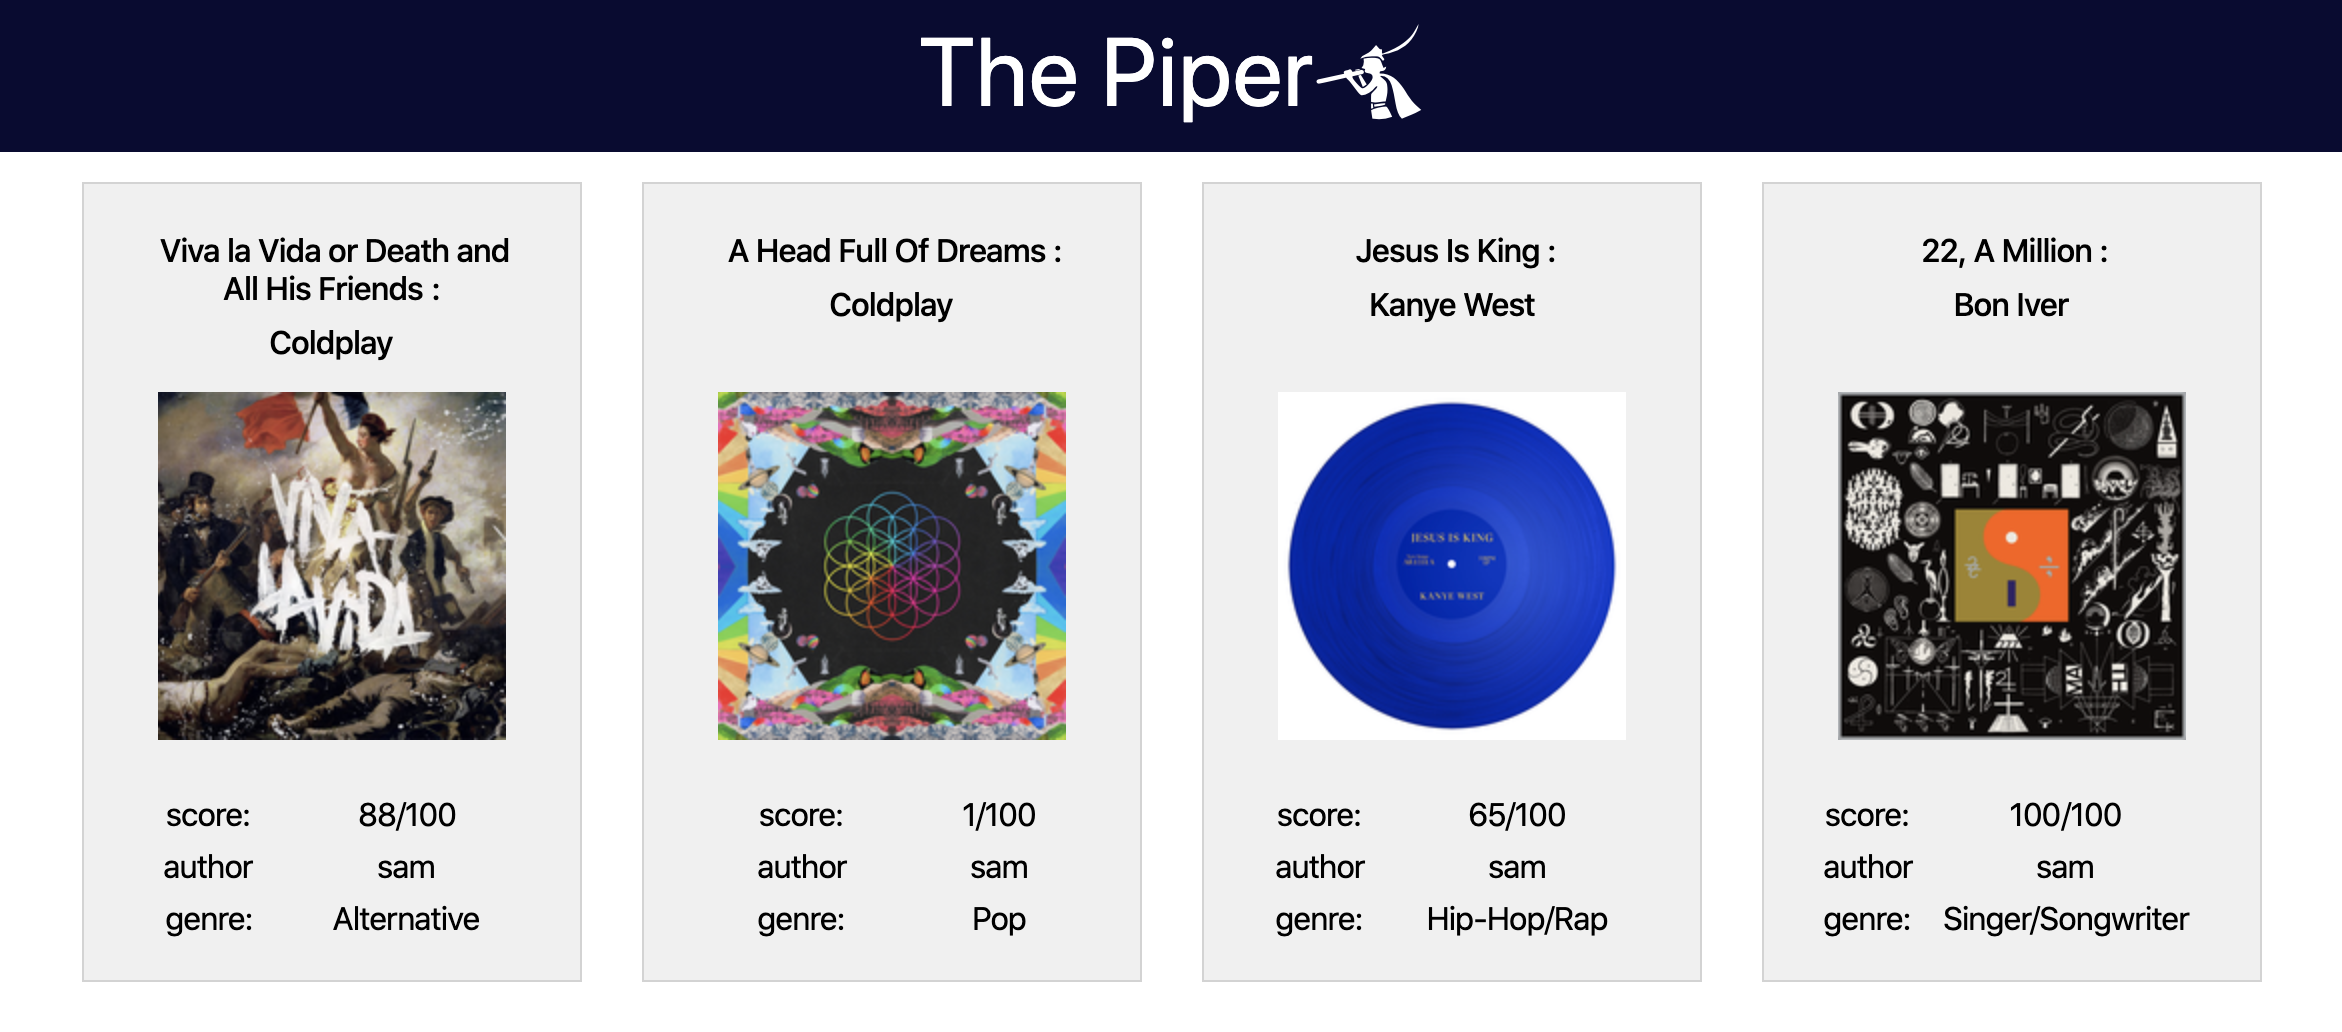 The Piper
Viva la Vida or Death and
All His Friends :
Coldplay
VIVA
LA VIDA
score: 88/100
author sam
genre: Alternative
A Head Full Of Dreams :
Coldplay
score: 1/100
author sam
genre: Pop
Jesus Is King :
Kanye West
JESUS IS KING
KANYE WEST
score: 65/100
author sam
genre: Hip-Hop/Rap
22, A Million :
Bon Iver
score: 100/100
author sam
genre: Singer/Songwriter